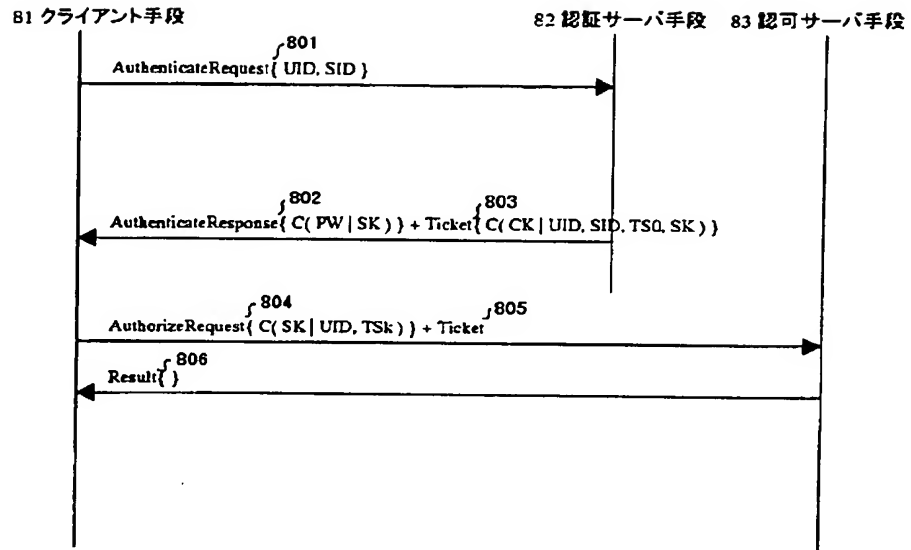 81 クライアント手段
82 認証サーバ手段
83 認可サーバ手段
801
AuthenticateRequest{ UID, SID }
802
803
AuthenticateResponse{ C( PW | SK ) } + Ticket{ C( CK | UID, SID, TS0, SK ) }
804
805
AuthorizeRequest{ C( SK | UID, TSk ) } + Ticket
806
Result{ }